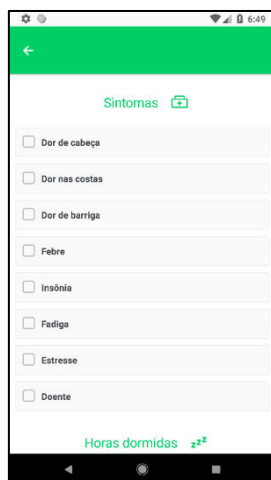 6:49
Sintomas
Dor de cabeça
Dor nas costas
Dor de barriga
Febre
Insônia
Fadiga
Estresse
Doente
Horas dormidas zzz